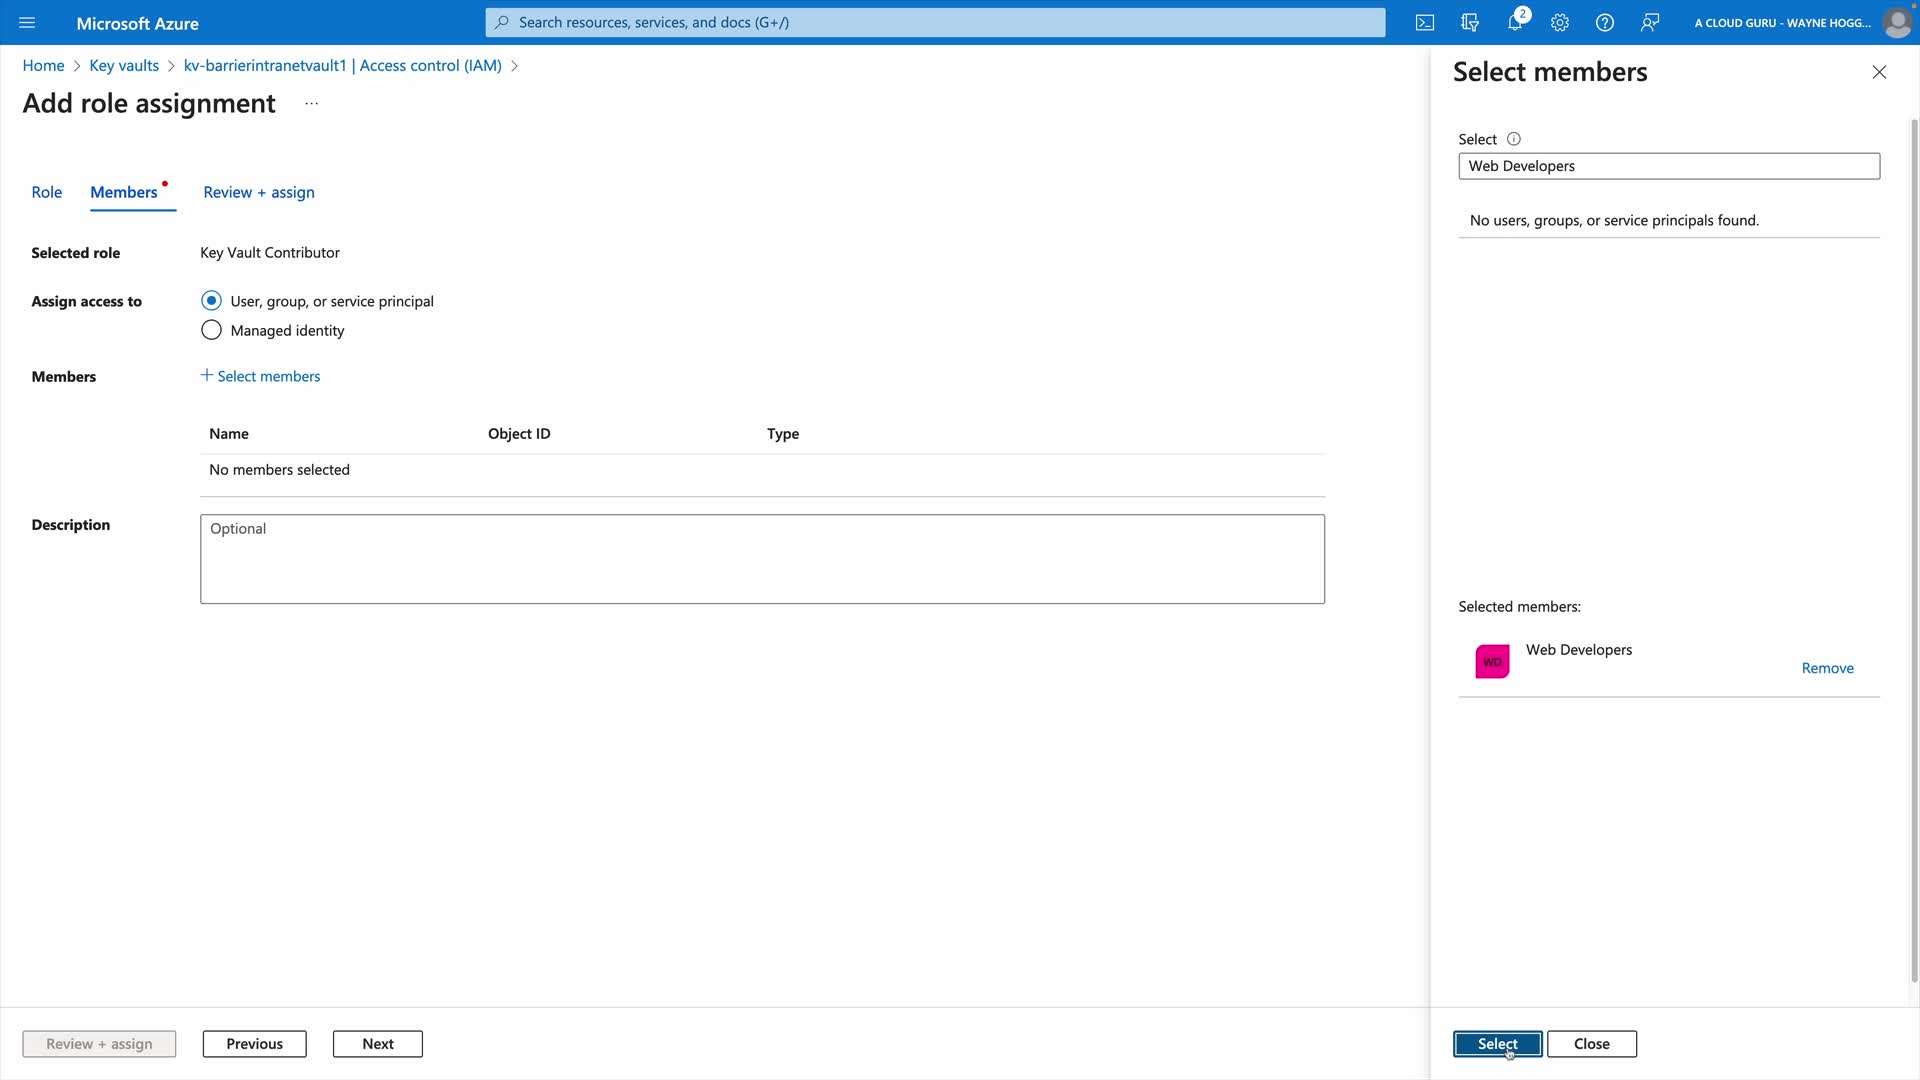 Microsoft Azure
Search resources, services, and docs (G+/)
2
A CLOUD GURU - WAYNE HOGG...
Home > Key vaults > kv-barrierintranetvault1 | Access control (IAM) >
Add role assignment ...
Role Members Review + assign
Selected role Key Vault Contributor
Assign access to User, group, or service principal
Managed identity
Members + Select members
Name Object ID Type
No members selected
Description Optional
Review + assign Previous Next
Select members
Select
Web Developers
No users, groups, or service principals found.
Selected members:
WD Web Developers
Remove
Select Close